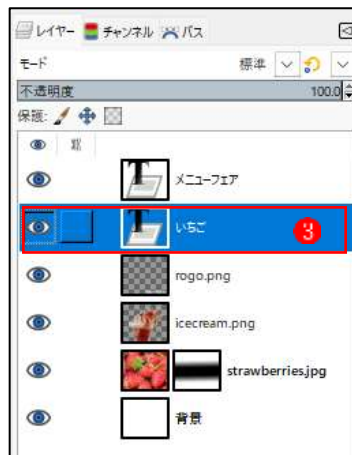 レイヤー チャンネル パス
モード 標準
不透明度 100.0
保護:
メニューフェア
いちご 3
rogo.png
icecream.png
strawberries.jpg
背景